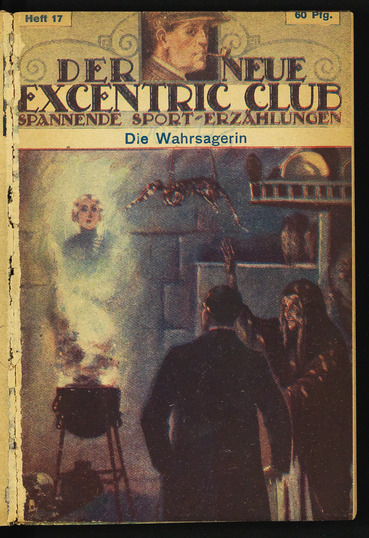 Heft 17
60 Pfg.
DER NEUE
EXCENTRIC CLUB
SPANNENDE SPORT-ERZÄHLUNGEN
Die Wahrsagerin